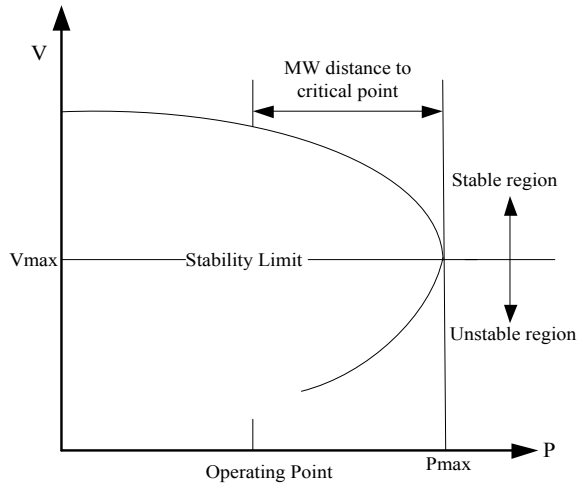 V
MW distance to
critical point
Stable region
Vmax
Stability Limit
Unstable region
P
Pmax
Operating Point